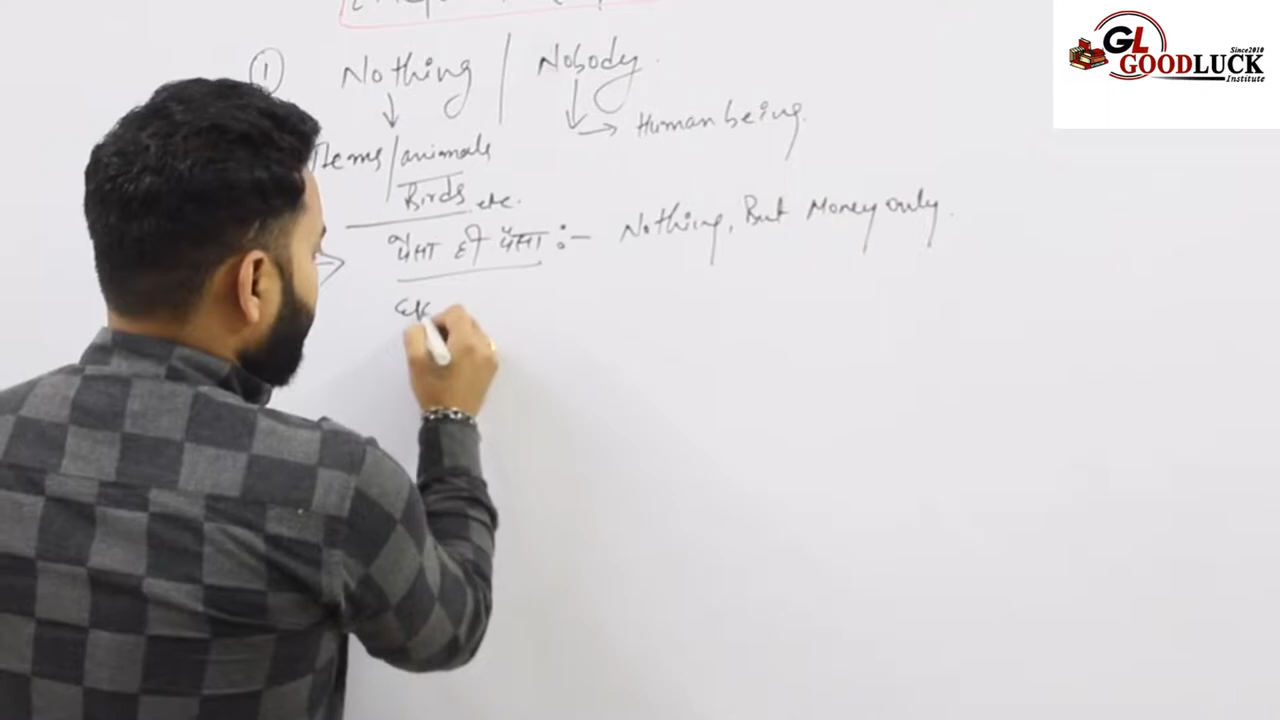 ① Nothing / Nobody.
→ Human being.
Items / animals
Birds etc.
पैसा ही पैसा :- Nothing, But Money only.
GL
Since2010
GOODLUCK
Institute